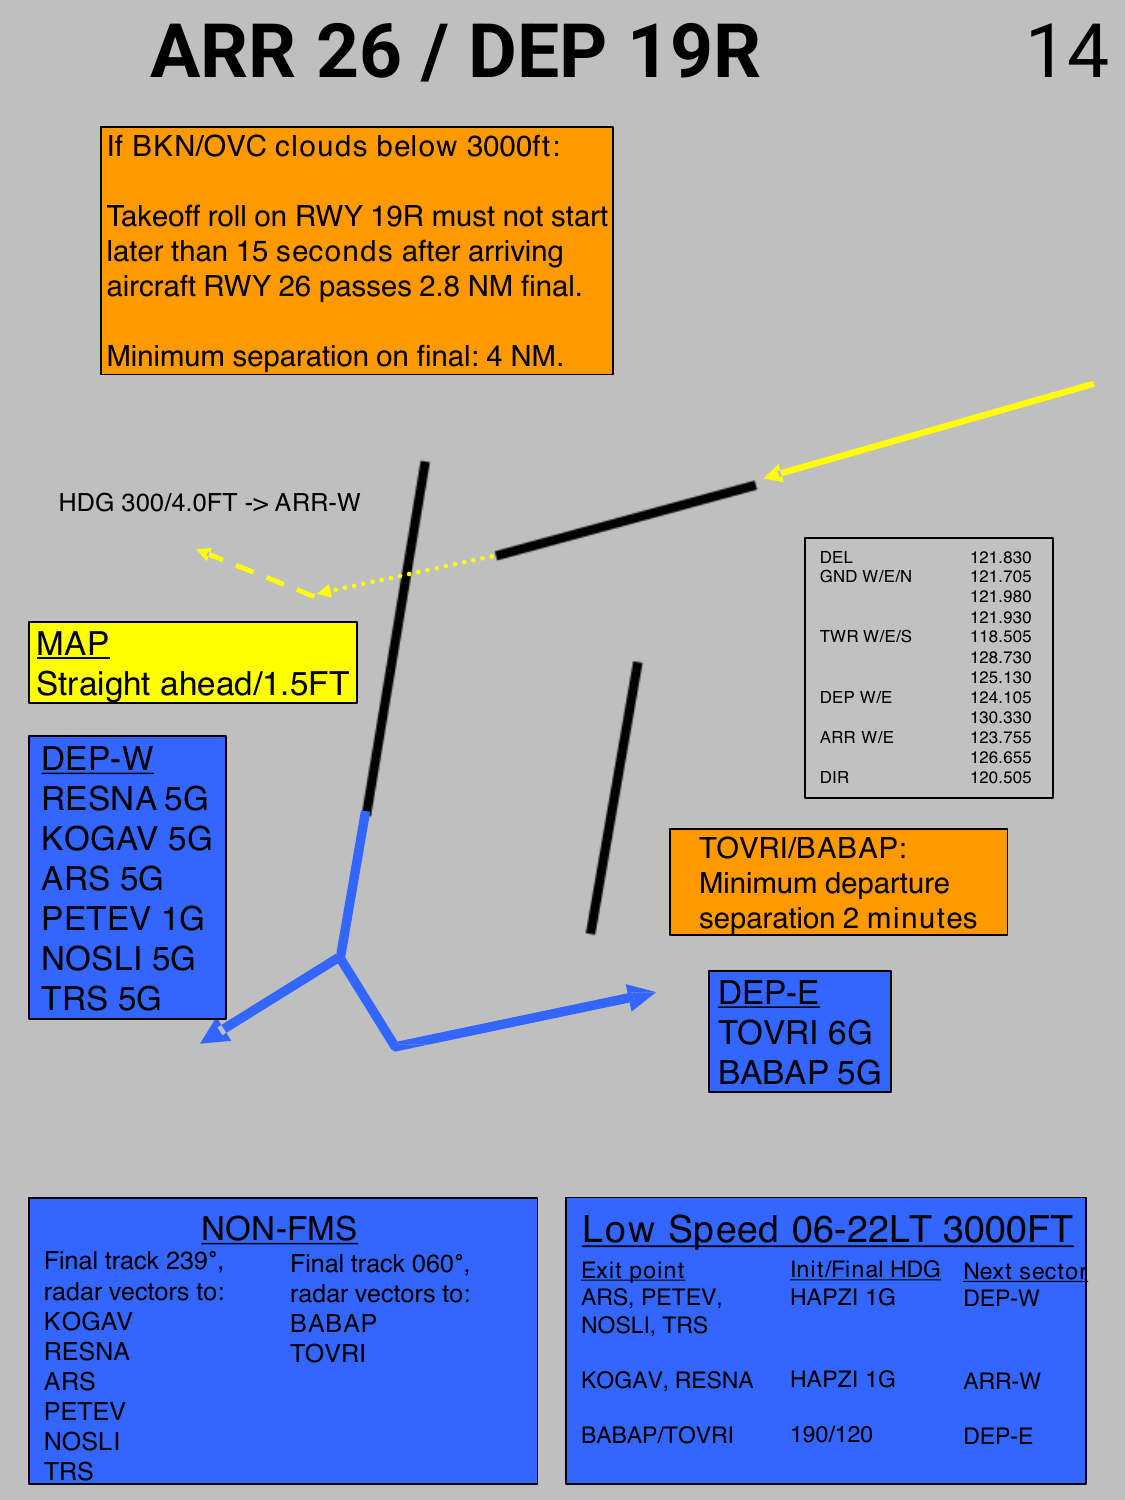 ARR 26 / DEP 19R
14
If BKN/OVC clouds below 3000ft:
Takeoff roll on RWY 19R must not start
later than 15 seconds after arriving
aircraft RWY 26 passes 2.8 NM final.
Minimum separation on final: 4 NM.
HDG 300/4.0FT -> ARR-W
DEL 121.830
GND W/E/N 121.705
121.980
121.930
TWR W/E/S 118.505
128.730
125.130
DEP W/E 124.105
130.330
ARR W/E 123.755
126.655
DIR 120.505
MAP
Straight ahead/1.5FT
DEP-W
RESNA 5G
KOGAV 5G
ARS 5G
PETEV 1G
NOSLI 5G
TRS 5G
TOVRI/BABAP:
Minimum departure
separation 2 minutes
DEP-E
TOVRI 6G
BABAP 5G
NON-FMS
Final track 239°,
radar vectors to:
KOGAV
RESNA
ARS
PETEV
NOSLI
TRS
Final track 060°,
radar vectors to:
BABAP
TOVRI
Low Speed 06-22LT 3000FT
Exit point Init/Final HDG Next sector
ARS, PETEV, HAPZI 1G DEP-W
NOSLI, TRS
KOGAV, RESNA HAPZI 1G ARR-W
BABAP/TOVRI 190/120 DEP-E